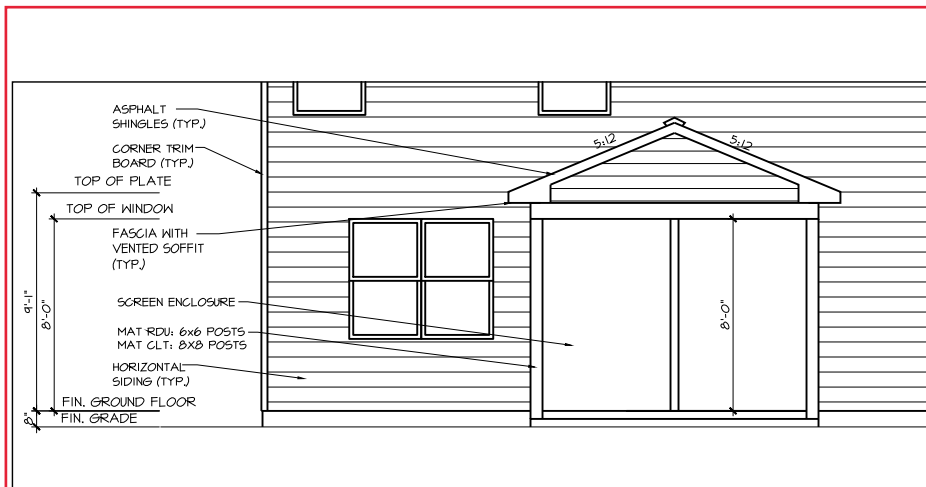 ASPHALT
SHINGLES (TYP.)
CORNER TRIM
BOARD (TYP.)
TOP OF PLATE
TOP OF WINDOW
FASCIA WITH
VENTED SOFFIT
(TYP.)
SCREEN ENCLOSURE
MAT RDU: 6x6 POSTS
MAT CLT: 8X8 POSTS
HORIZONTAL
SIDING (TYP.)
FIN. GROUND FLOOR
FIN. GRADE
9'-1"
8'-0"
8"
5:12
5:12
8'-0"